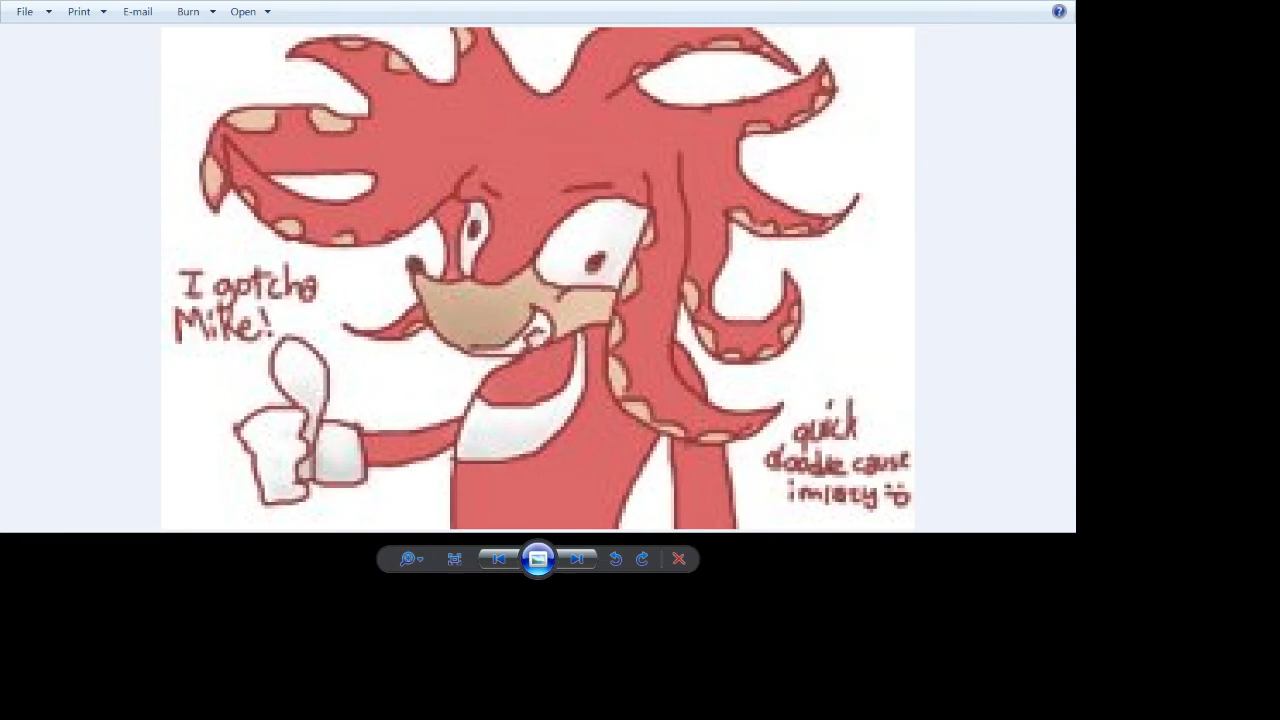 File
Print
E-mail
Burn
Open
I gotcha
Mike!
quick
doodle cause
im lazy =D